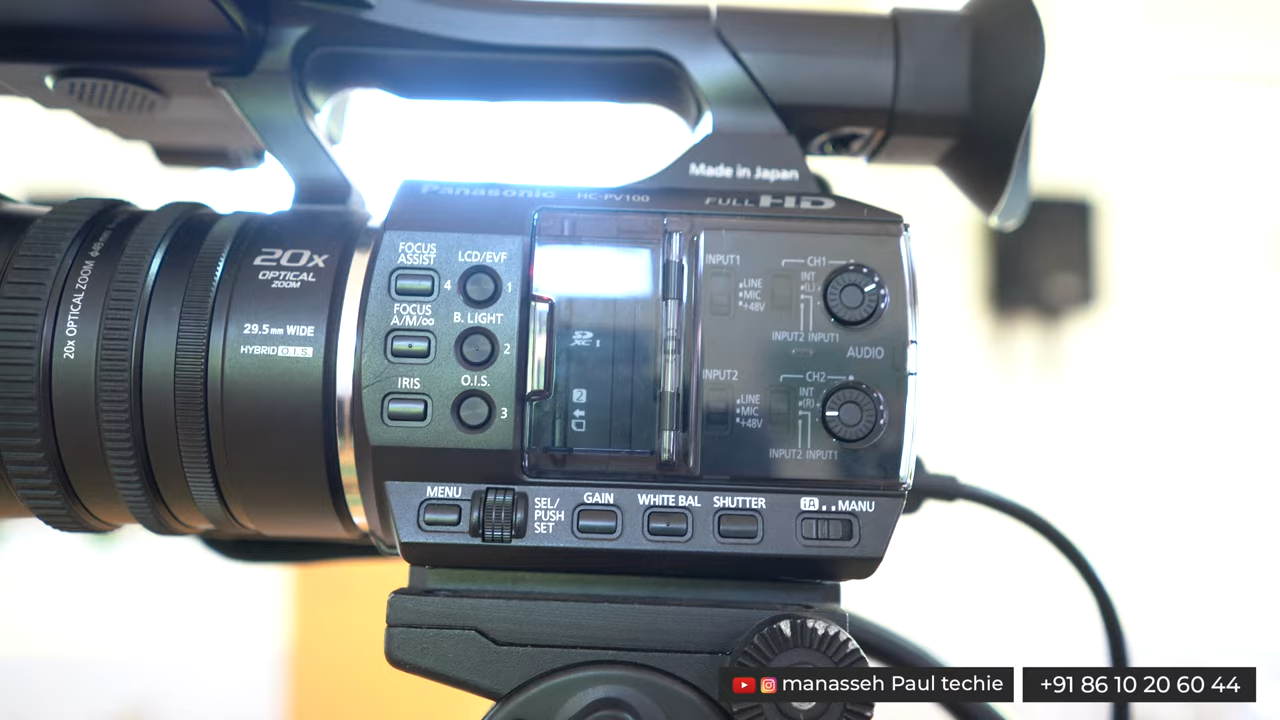 Made in Japan
Panasonic HC-PV100 FULL HD
20x
OPTICAL
ZOOM
29.5mm WIDE
HYBRID O.I.S.
20x OPTICAL ZOOM ϕ49
FOCUS
ASSIST
LCD/EVF
4
1
FOCUS
A/M/∞
B. LIGHT
2
IRIS
O.I.S.
3
SD
XC I
2
INPUT1
LINE
MIC
+48V
CH1
INT
(L)
INPUT2 INPUT1
AUDIO
INPUT2
LINE
MIC
+48V
CH2
INT
(R)
INPUT2 INPUT1
MENU
SEL/
PUSH
SET
GAIN
WHITE BAL
SHUTTER
iA MANU
manasseh Paul techie
+91 86 10 20 60 44